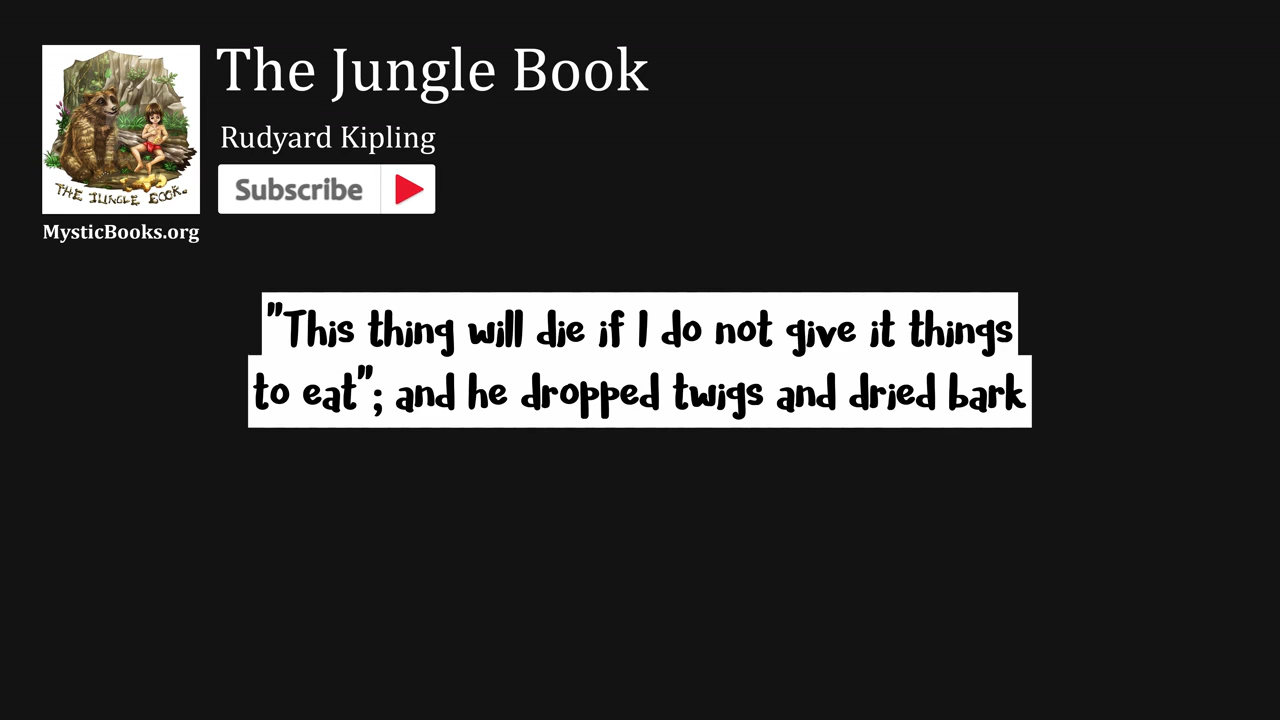 The Jungle Book
Rudyard Kipling
Subscribe
THE JUNGLE BOOK.
MysticBooks.org
"This thing will die if I do not give it things
to eat"; and he dropped twigs and dried bark